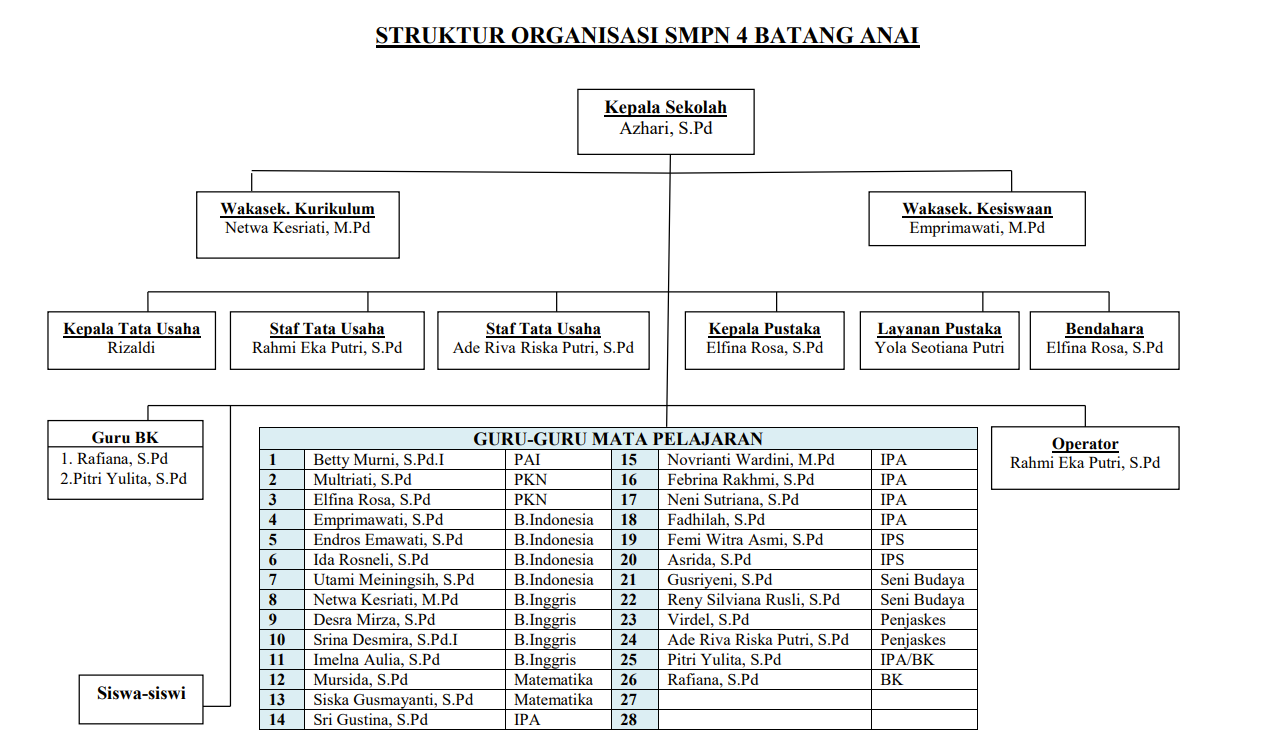 STRUKTUR ORGANISASI SMPN 4 BATANG ANAI
Kepala Sekolah
Azhari, S.Pd
Wakasek. Kurikulum
Netwa Kesriati, M.Pd
Wakasek. Kesiswaan
Emprimawati, M.Pd
Kepala Tata Usaha
Rizaldi
Staf Tata Usaha
Rahmi Eka Putri, S.Pd
Staf Tata Usaha
Ade Riva Riska Putri, S.Pd
Kepala Pustaka
Elfina Rosa, S.Pd
Layanan Pustaka
Yola Seotiana Putri
Bendahara
Elfina Rosa, S.Pd
Guru BK
1. Rafiana, S.Pd
2.Pitri Yulita, S.Pd
GURU-GURU MATA PELAJARAN
1 Betty Murni, S.Pd.I PAI 15 Novrianti Wardini, M.Pd IPA
2 Multriati, S.Pd PKN 16 Febrina Rakhmi, S.Pd IPA
3 Elfina Rosa, S.Pd PKN 17 Neni Sutriana, S.Pd IPA
4 Emprimawati, S.Pd B.Indonesia 18 Fadhilah, S.Pd IPA
5 Endros Emawati, S.Pd B.Indonesia 19 Femi Witra Asmi, S.Pd IPS
6 Ida Rosneli, S.Pd B.Indonesia 20 Asrida, S.Pd IPS
7 Utami Meiningsih, S.Pd B.Indonesia 21 Gusriyeni, S.Pd Seni Budaya
8 Netwa Kesriati, M.Pd B.Inggris 22 Reny Silviana Rusli, S.Pd Seni Budaya
9 Desra Mirza, S.Pd B.Inggris 23 Virdel, S.Pd Penjaskes
10 Srina Desmira, S.Pd.I B.Inggris 24 Ade Riva Riska Putri, S.Pd Penjaskes
11 Imelna Aulia, S.Pd B.Inggris 25 Pitri Yulita, S.Pd IPA/BK
12 Mursida, S.Pd Matematika 26 Rafiana, S.Pd BK
13 Siska Gusmayanti, S.Pd Matematika 27
14 Sri Gustina, S.Pd IPA 28
Operator
Rahmi Eka Putri, S.Pd
Siswa-siswi